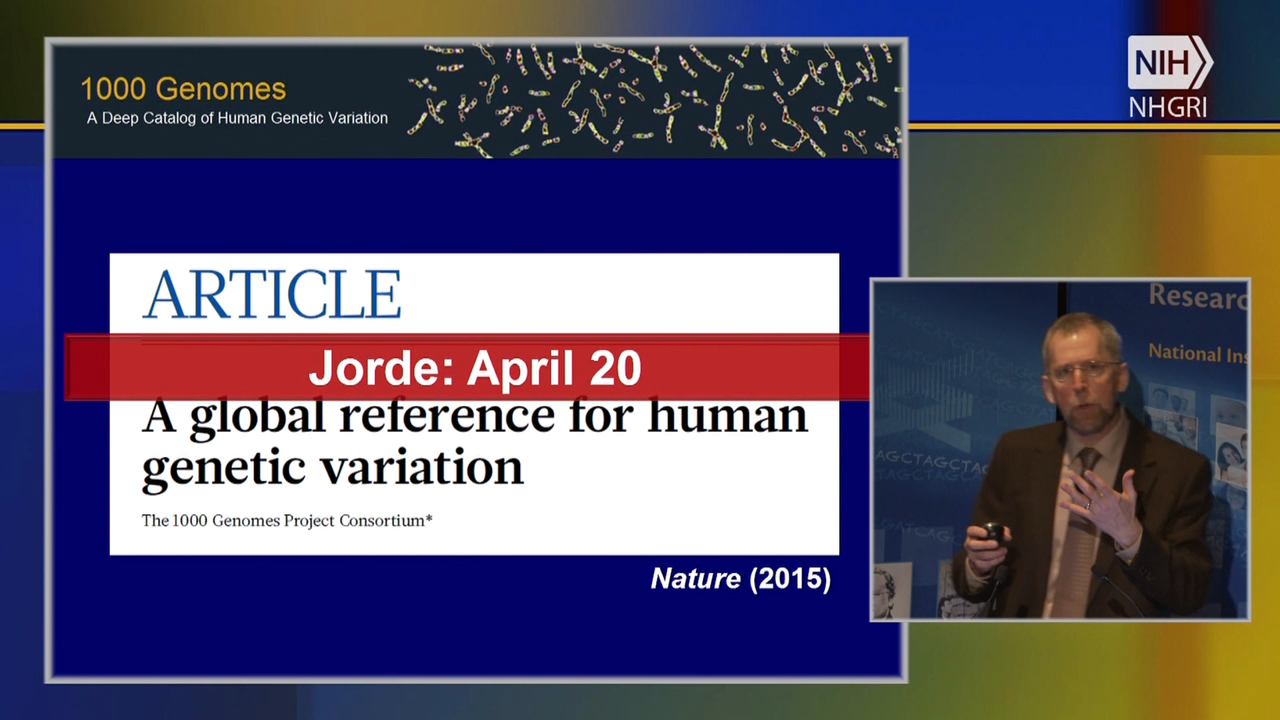 1000 Genomes
A Deep Catalog of Human Genetic Variation
NIH
NHGRI
ARTICLE
Jorde: April 20
A global reference for human
genetic variation
The 1000 Genomes Project Consortium*
Nature (2015)
Researc
National Ins
AGCTAGCTAC